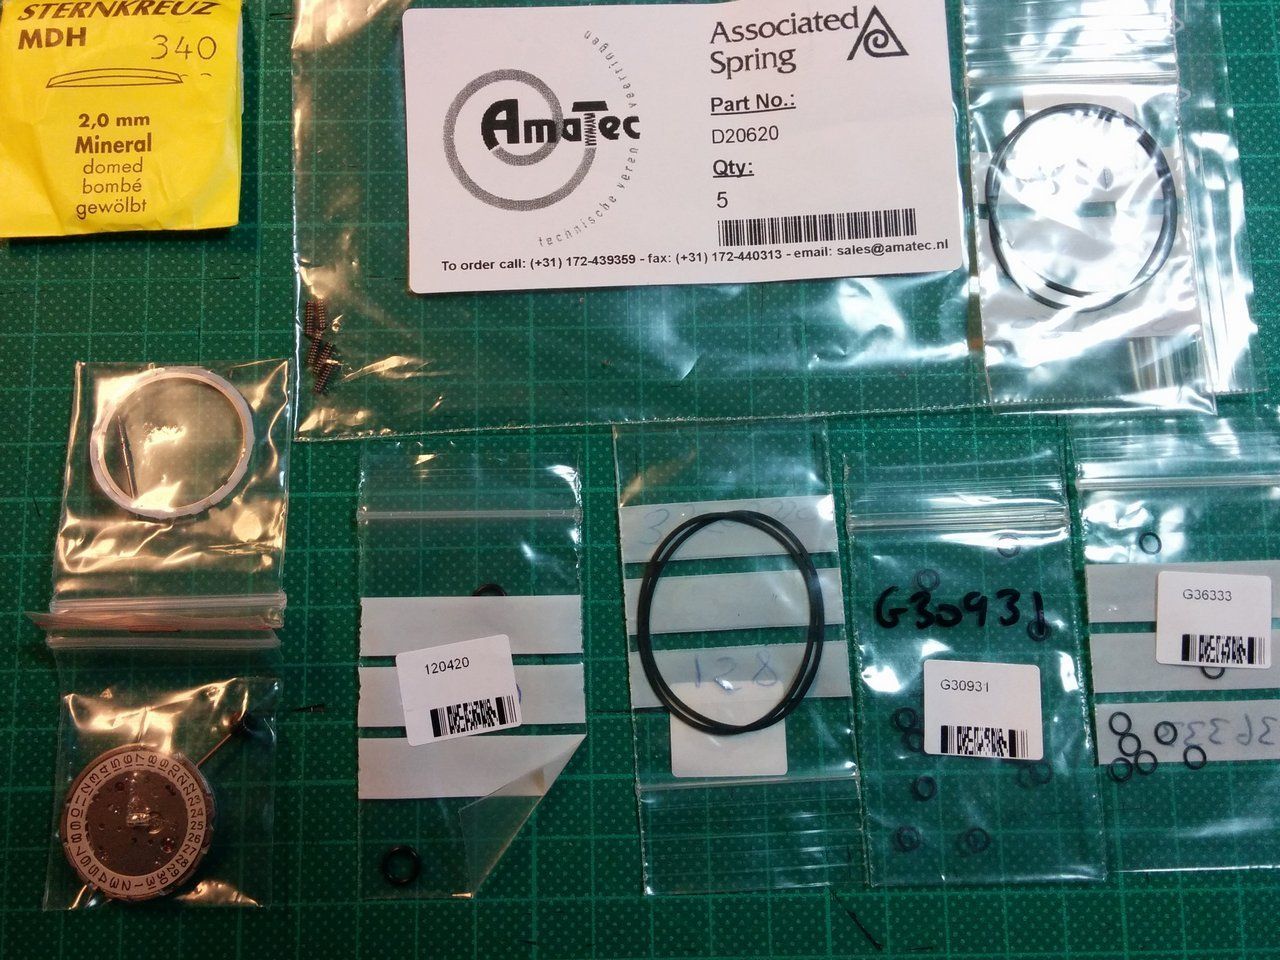 STERNKREUZ
MDH 340
2,0 mm
Mineral
domed
bombé
gewölbt
AmaTec
technische veren veerringen
Associated
Spring
Part No.:
D20620
Qty:
5
To order call: (+31) 172-439359 - fax: (+31) 172-440313 - email: sales@amatec.nl
120420
128
G30931
G30931
G36333